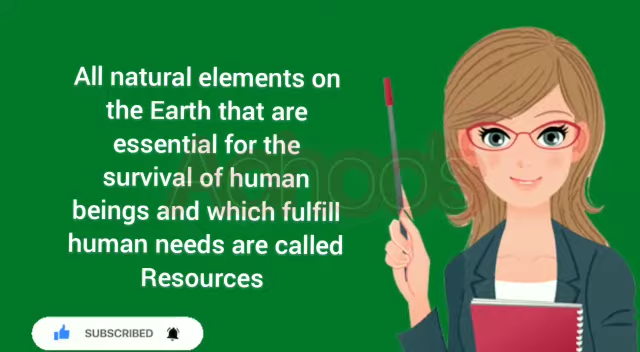 All natural elements on
the Earth that are
essential for the
survival of human
beings and which fulfill
human needs are called
Resources
SUBSCRIBED